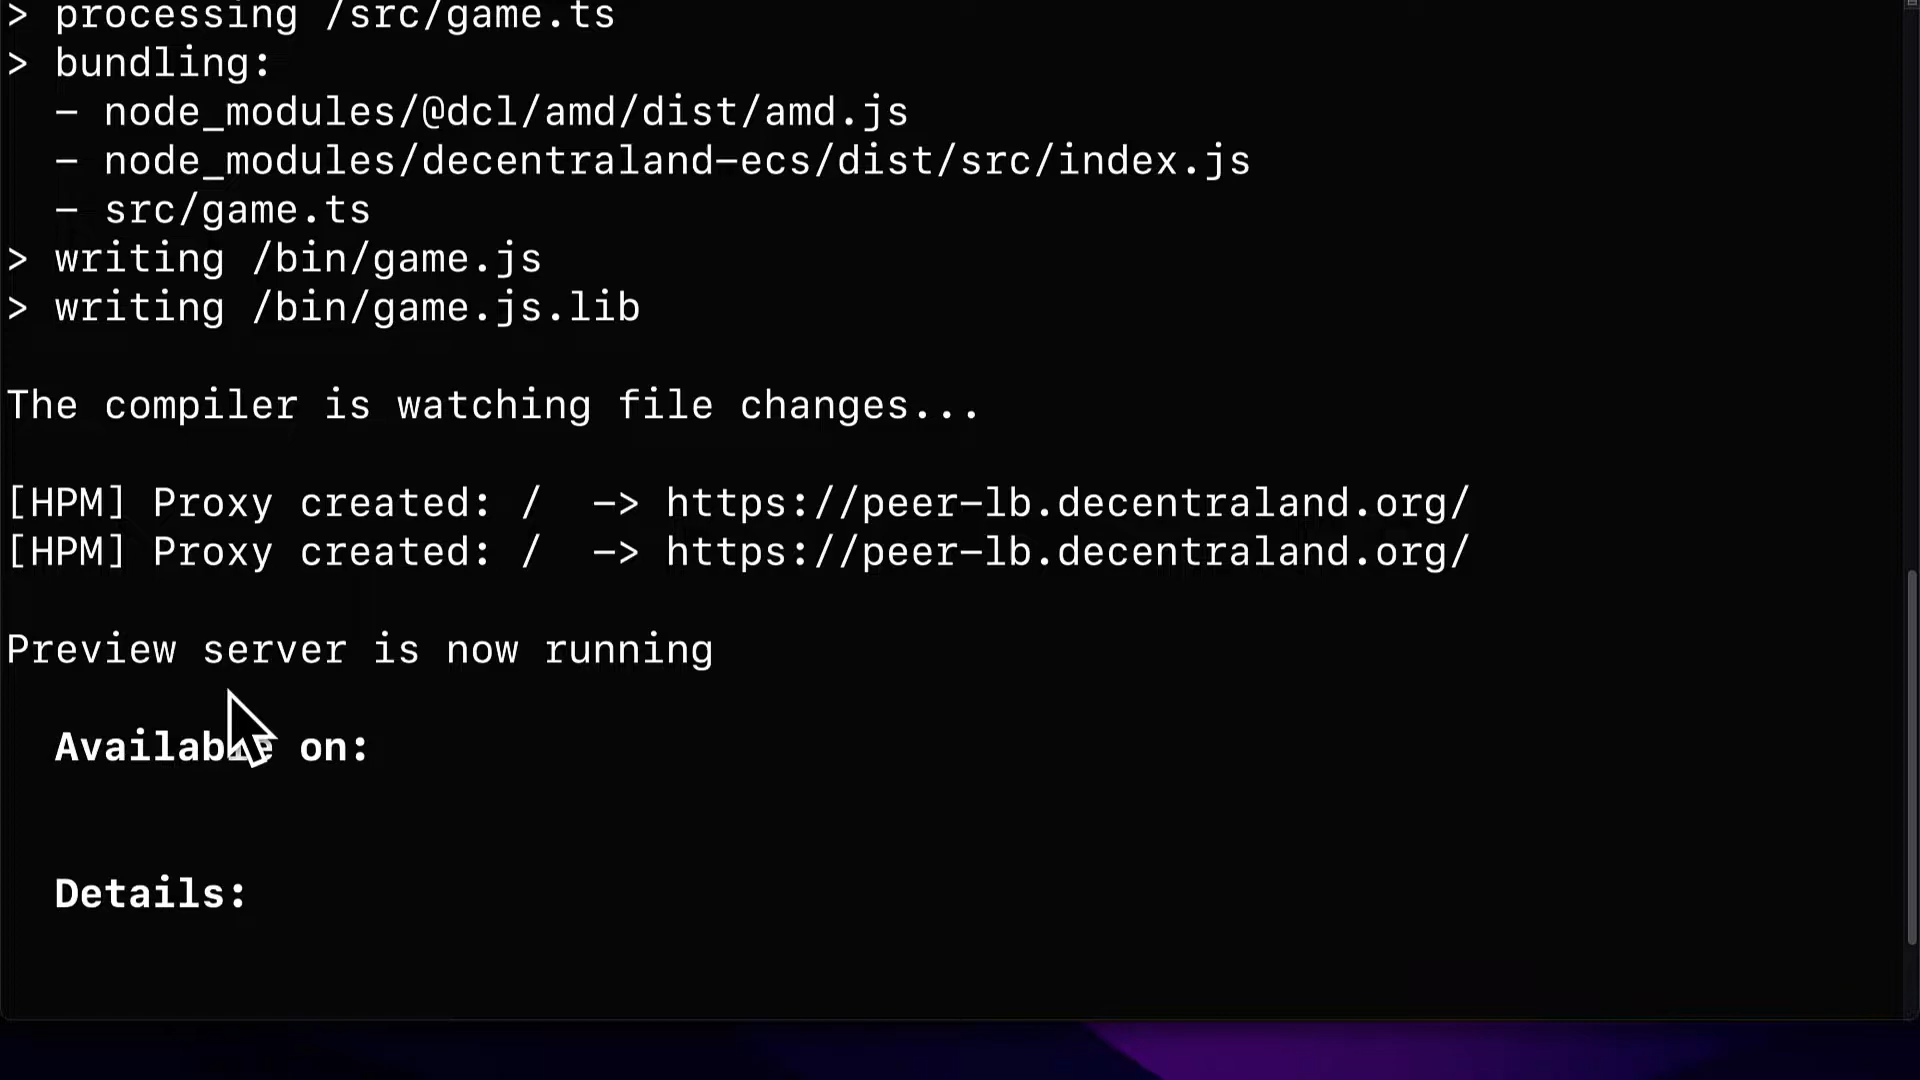 > processing /src/game.ts
> bundling:
– node_modules/@dcl/amd/dist/amd.js
– node_modules/decentraland-ecs/dist/src/index.js
– src/game.ts
> writing /bin/game.js
> writing /bin/game.js.lib
The compiler is watching file changes...
[HPM] Proxy created: /  –> https://peer-lb.decentraland.org/
[HPM] Proxy created: /  –> https://peer-lb.decentraland.org/
Preview server is now running
Available on:
Details: